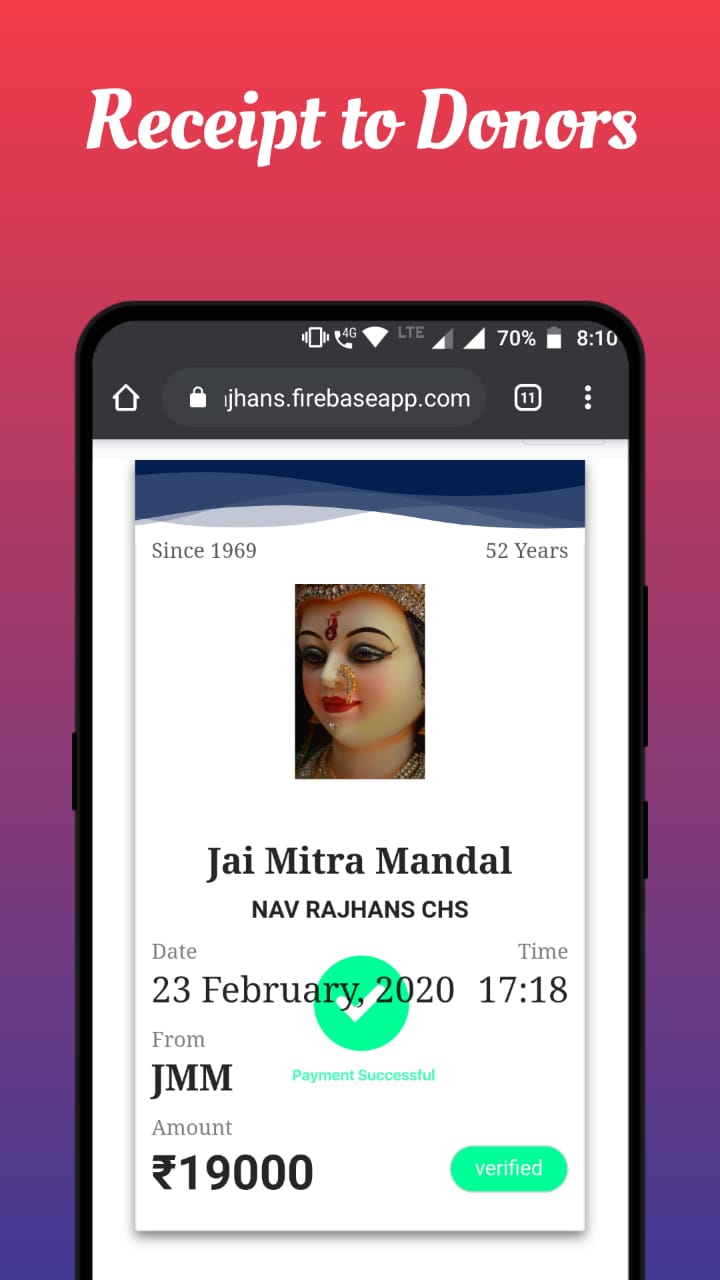 Receipt to Donors
4G LTE 70% 8:10
jhans.firebaseapp.com 11
Since 1969 52 Years
Jai Mitra Mandal
NAV RAJHANS CHS
Date Time
23 February, 2020 17:18
From
JMM
Payment Successful
Amount
₹19000 verified